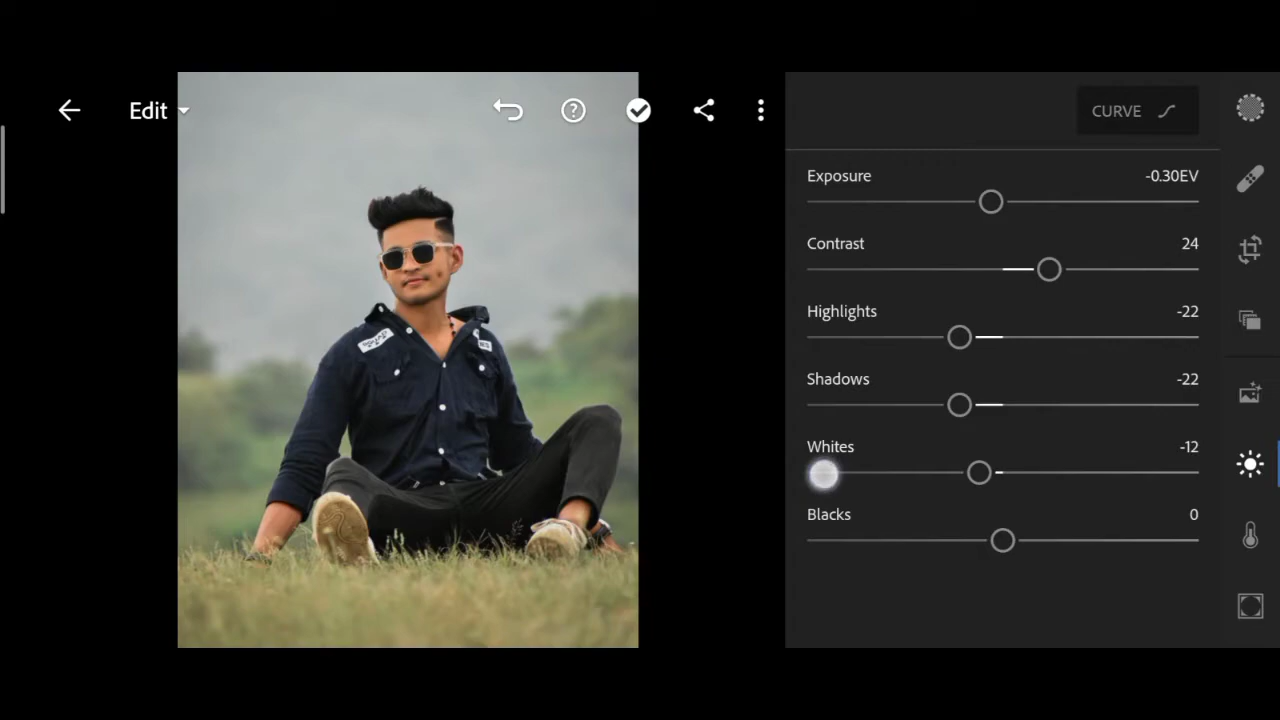 Edit
CURVE
Exposure -0.30EV
Contrast 24
Highlights -22
Shadows -22
Whites -12
Blacks 0